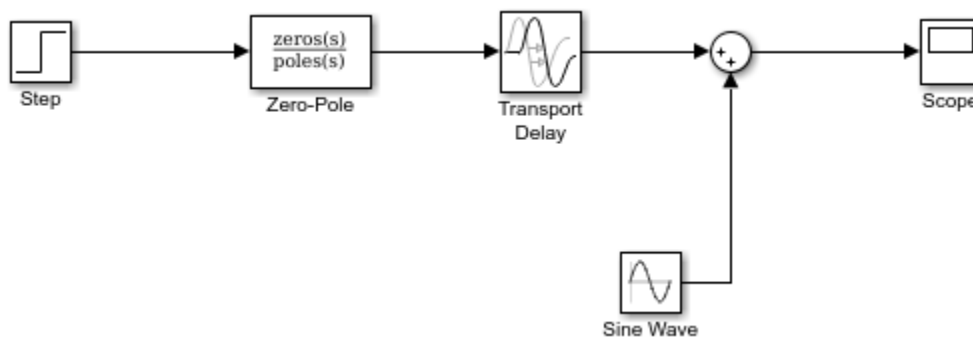 zeros(s)
poles(s)
Step
Zero-Pole
Transport
Delay
+
+
Scope
Sine Wave